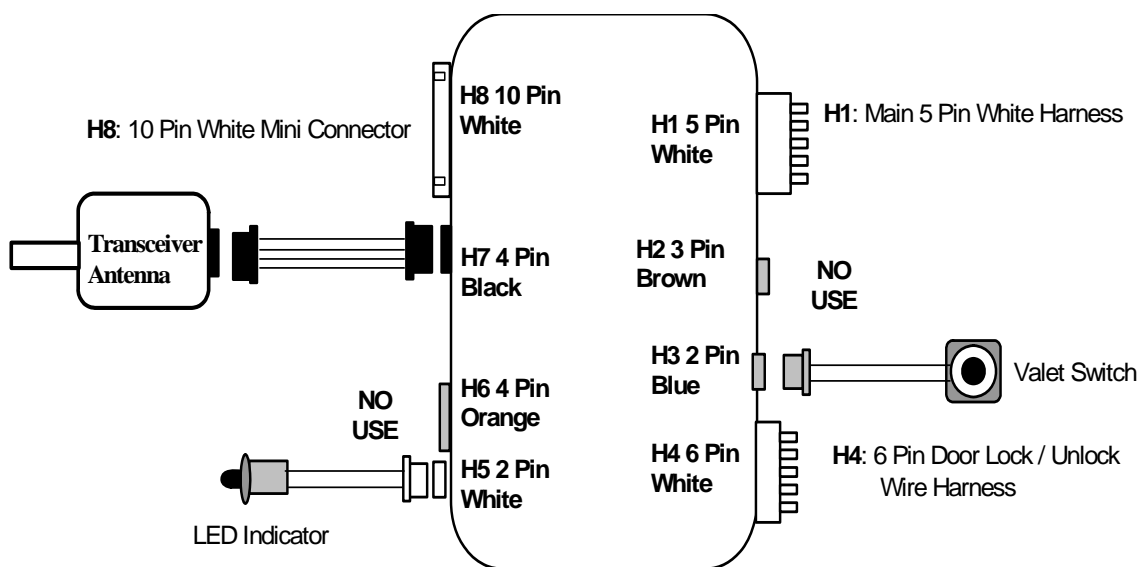 H8 10 Pin
White
H8: 10 Pin White Mini Connector
Transceiver
Antenna
H7 4 Pin
Black
H6 4 Pin
Orange
NO
USE
H5 2 Pin
White
LED Indicator
H1 5 Pin
White
H1: Main 5 Pin White Harness
H2 3 Pin
Brown
NO
USE
H3 2 Pin
Blue
Valet Switch
H4 6 Pin
White
H4: 6 Pin Door Lock / Unlock
Wire Harness